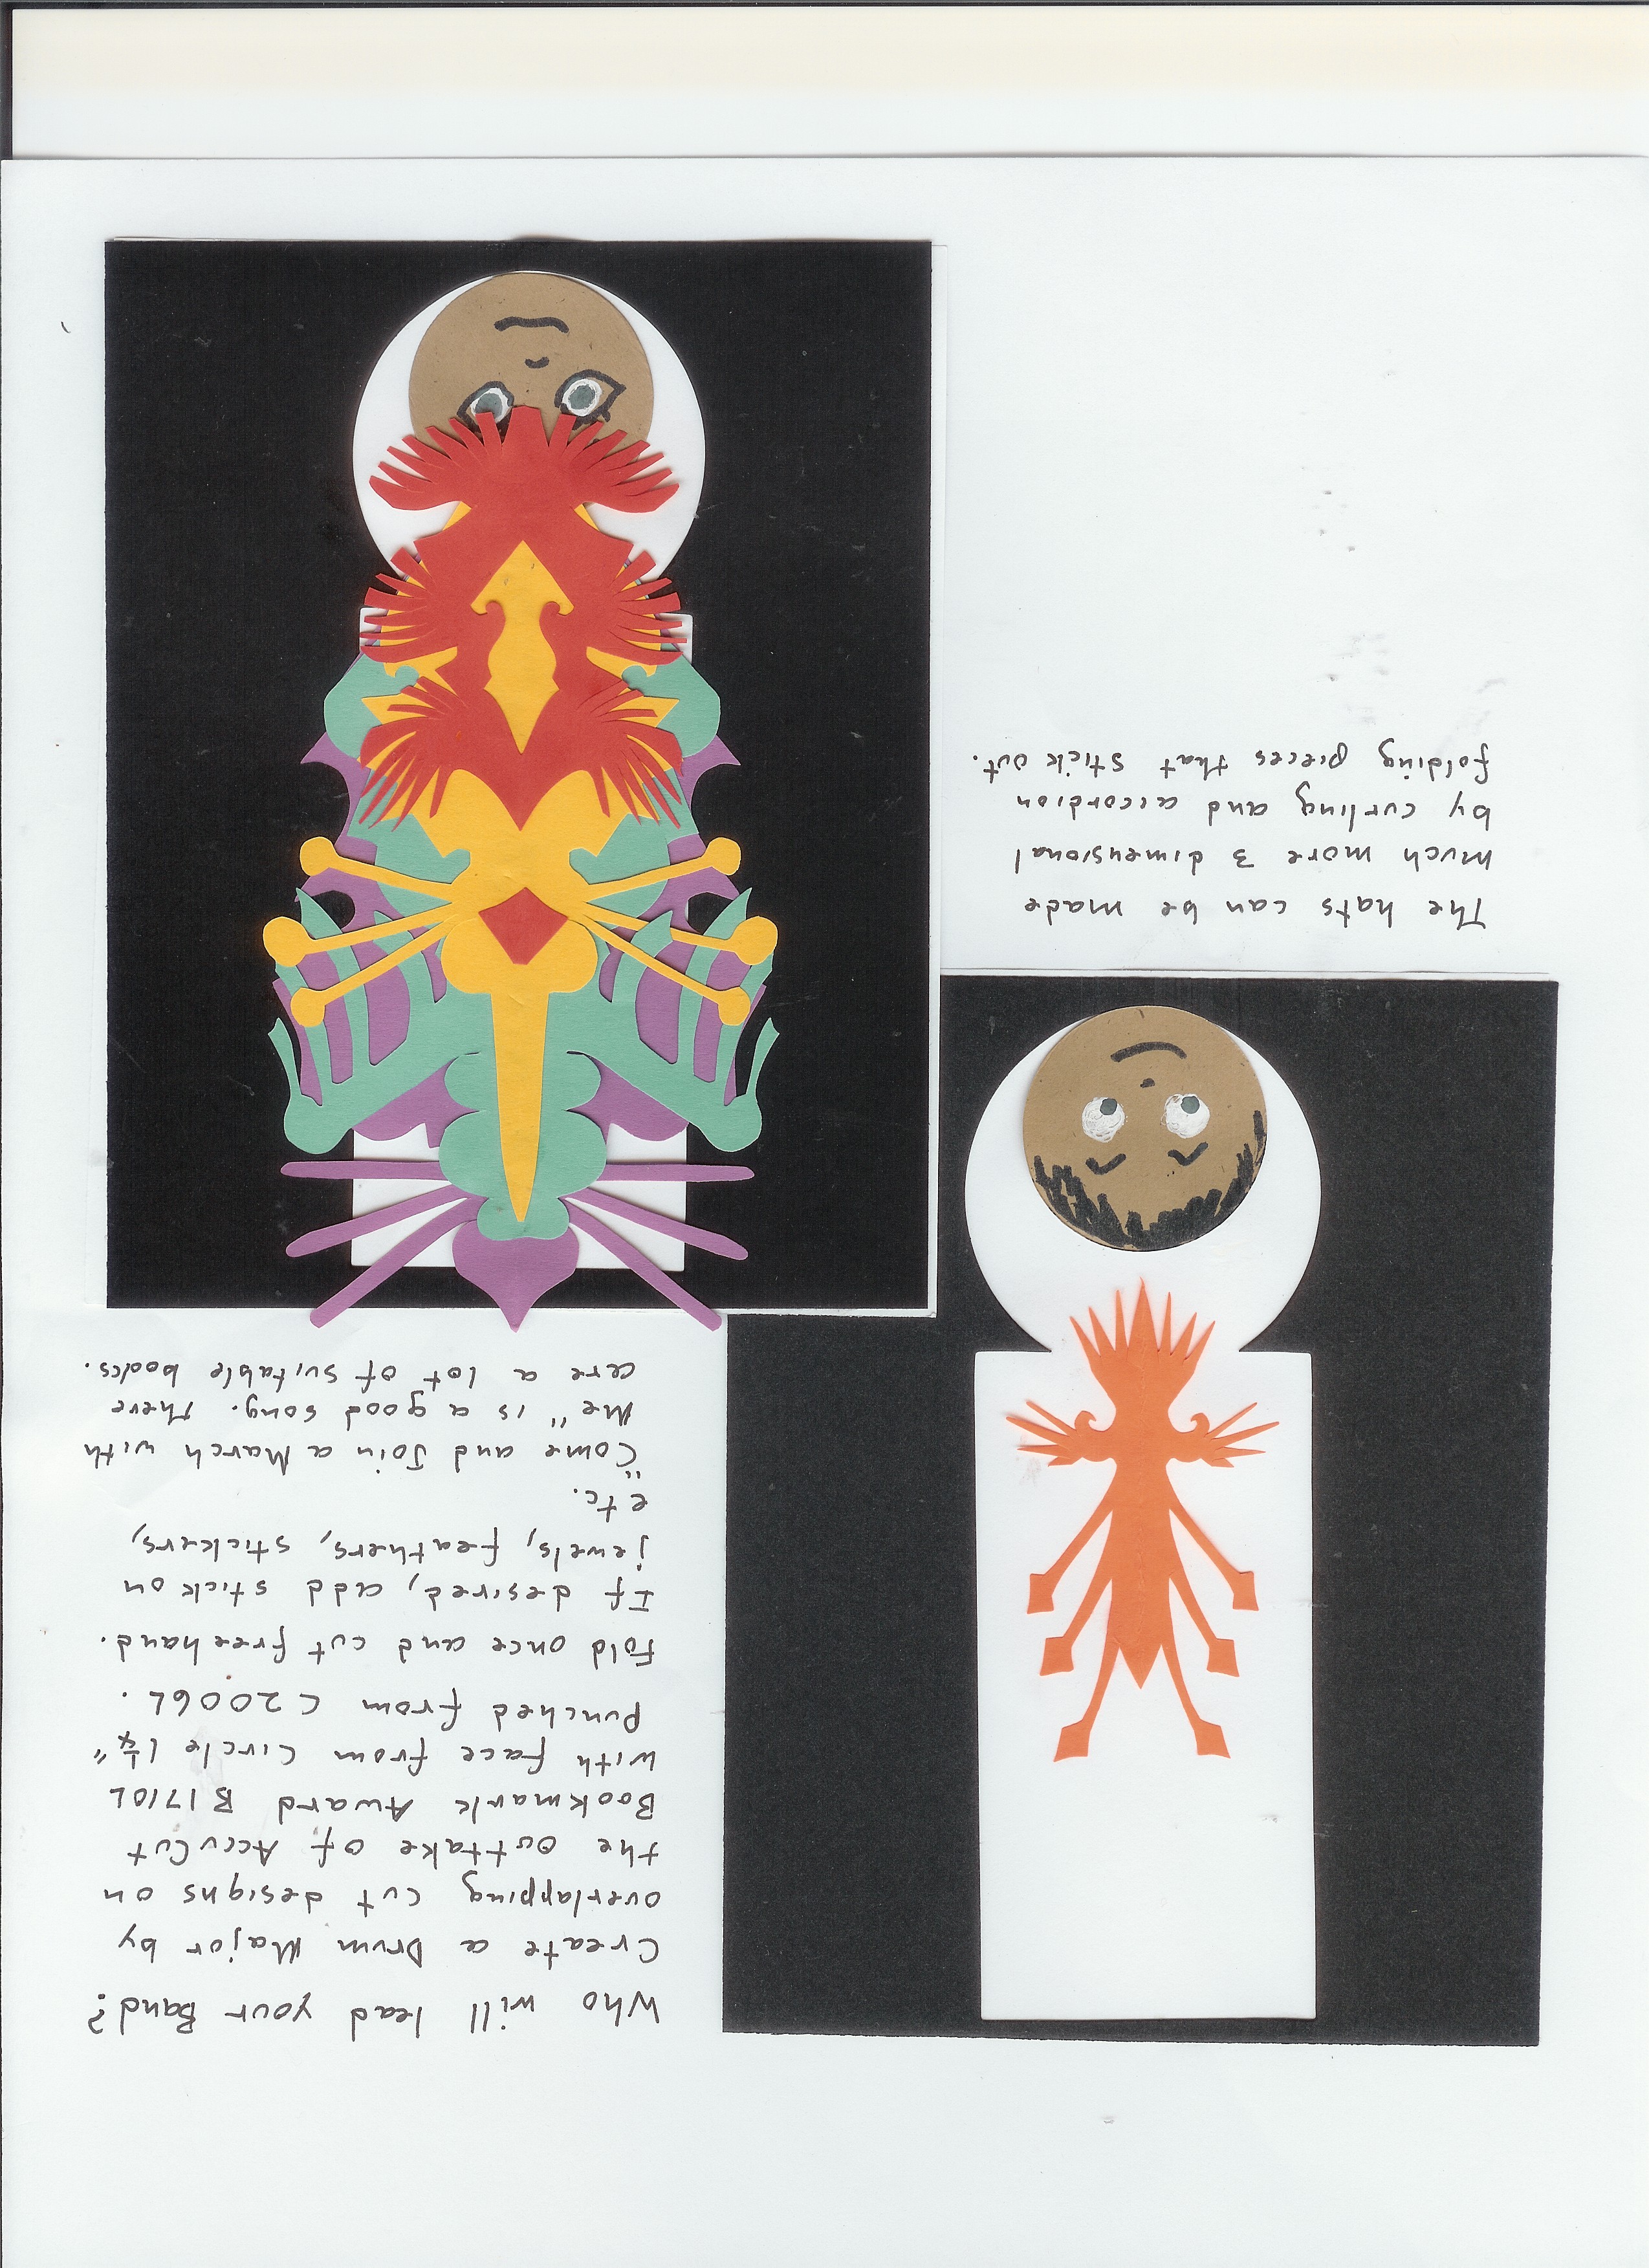 Who will lead your Band?
Create a Drum Major by
overlapping cut designs on
the outtake of AccuCut
Bookmark Award B1710L
with face from Circle 1 1/4"
punched from C2006L.
Fold once and cut freehand.
If desired, add stick on
jewels, feathers, stickers,
etc.
"Come and Join a March with
Me" is a good song. There
are a lot of suitable books.
The hats can be made
much more 3 dimensional
by curling and accordion
folding pieces that stick out.